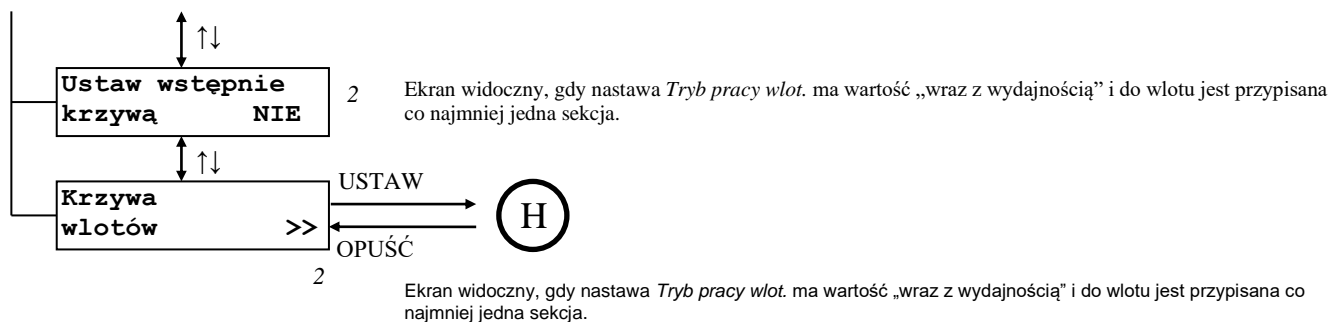 ↑↓
Ustaw wstępnie
krzywą NIE
2
Ekran widoczny, gdy nastawa Tryb pracy wlot. ma wartość „wraz z wydajnością” i do wlotu jest przypisana
co najmniej jedna sekcja.
↑↓
Krzywa
wlotów >>
USTAW
OPUŚĆ
H
2
Ekran widoczny, gdy nastawa Tryb pracy wlot. ma wartość „wraz z wydajnością” i do wlotu jest przypisana co
najmniej jedna sekcja.